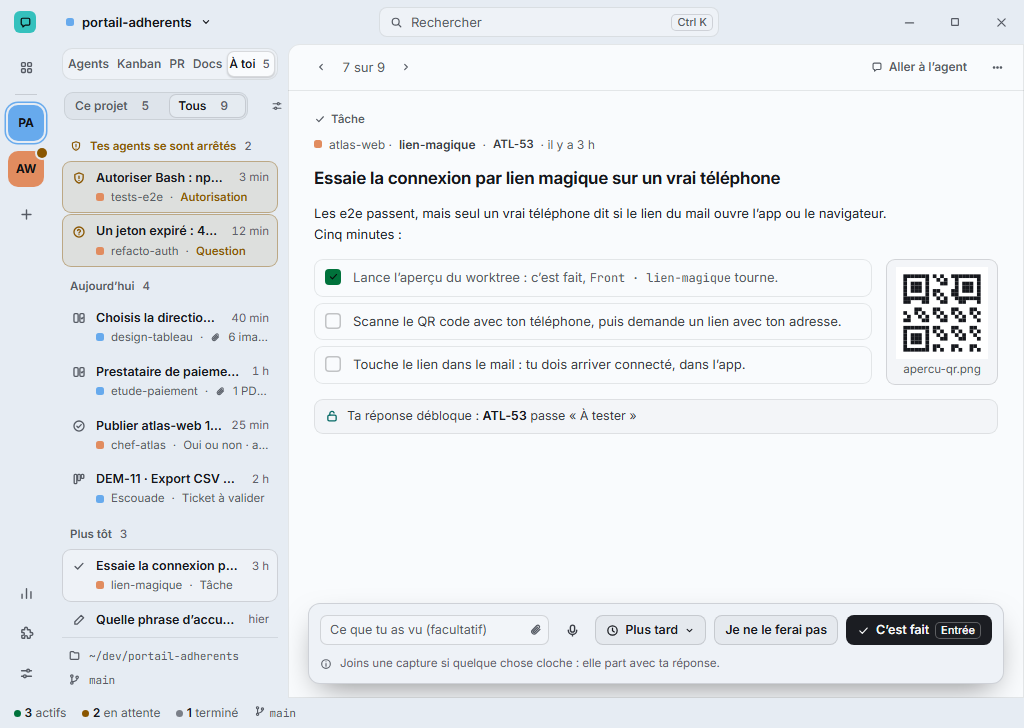 portail-adherents
Rechercher
Ctrl K
Agents Kanban PR Docs À toi 5
7 sur 9
Aller à l'agent
PA
AW
Ce projet 5 Tous 9
Tes agents se sont arrêtés 2
Autoriser Bash : np... 3 min
tests-e2e · Autorisation
Un jeton expiré : 4... 12 min
refacto-auth · Question
Aujourd'hui 4
Choisis la directio... 40 min
design-tableau · 6 ima...
Prestataire de paieme... 1 h
etude-paiement · 1 PD...
Publier atlas-web 1... 25 min
chef-atlas · Oui ou non · a...
DEM-11 · Export CSV ... 2 h
Escouade · Ticket à valider
Plus tôt 3
Essaie la connexion p... 3 h
lien-magique · Tâche
Quelle phrase d'accu... hier
~/dev/portail-adherents
main
Tâche
atlas-web · lien-magique · ATL-53 · il y a 3 h
Essaie la connexion par lien magique sur un vrai téléphone
Les e2e passent, mais seul un vrai téléphone dit si le lien du mail ouvre l'app ou le navigateur.
Cinq minutes :
Lance l'aperçu du worktree : c'est fait, Front · lien-magique tourne.
Scanne le QR code avec ton téléphone, puis demande un lien avec ton adresse.
Touche le lien dans le mail : tu dois arriver connecté, dans l'app.
apercu-qr.png
Ta réponse débloque : ATL-53 passe « À tester »
Ce que tu as vu (facultatif)
Plus tard
Je ne le ferai pas
C'est fait Entrée
Joins une capture si quelque chose cloche : elle part avec ta réponse.
3 actifs 2 en attente 1 terminé main